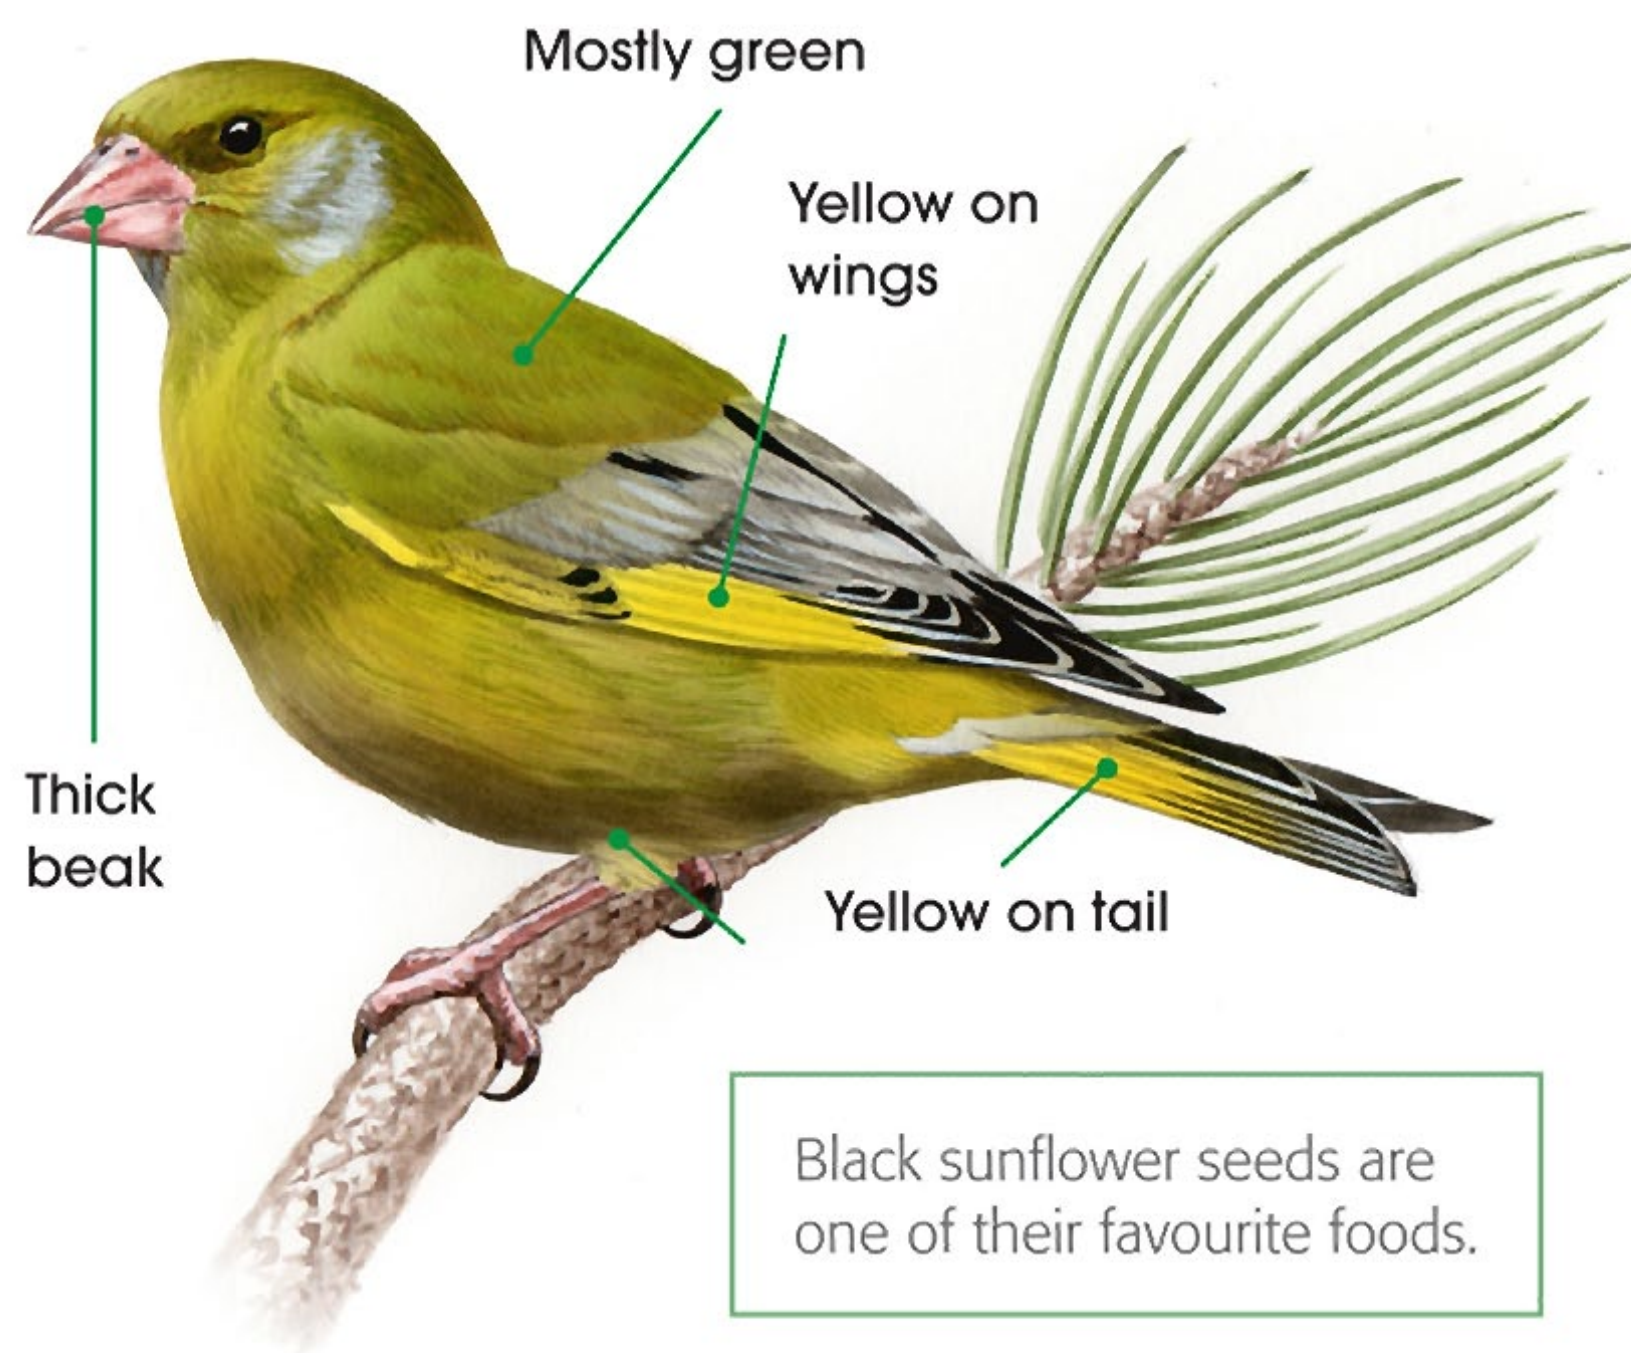 Mostly green
Yellow on
wings
Thick
beak
Yellow on tail
Black sunflower seeds are
one of their favourite foods.